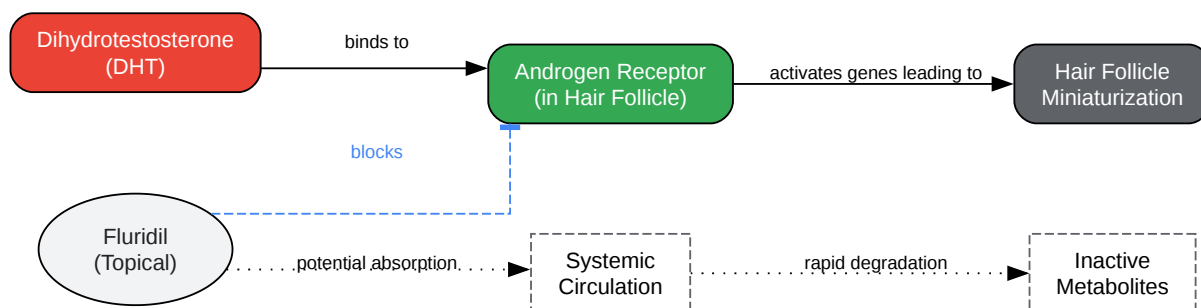 Dihydrotestosterone
(DHT)
binds to
Androgen Receptor
(in Hair Follicle)
activates genes leading to
Hair Follicle
Miniaturization
blocks
Fluridil
(Topical)
potential absorption
Systemic
Circulation
rapid degradation
Inactive
Metabolites